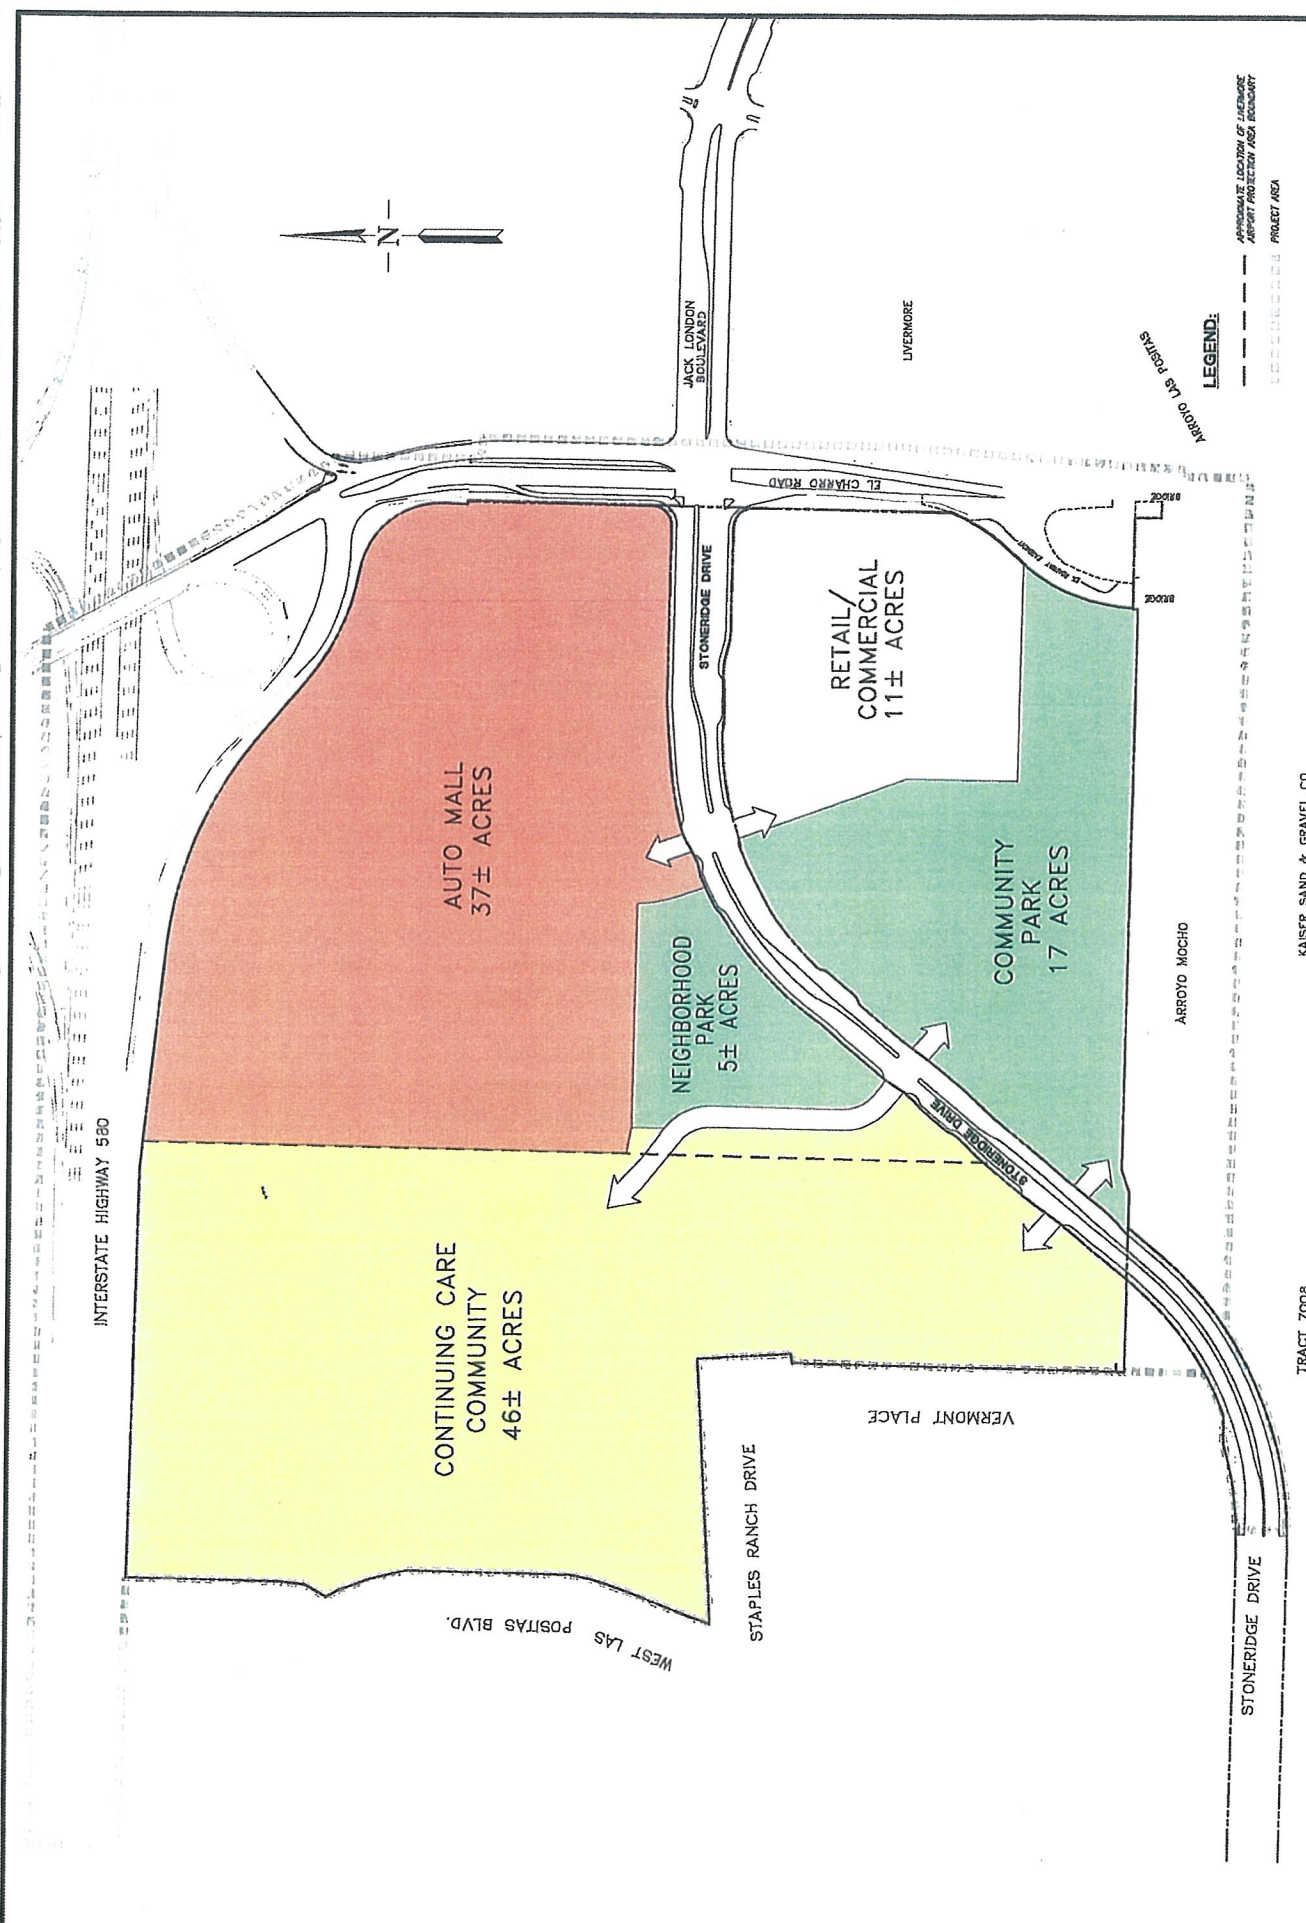 INTERSTATE HIGHWAY 580
-N-
JACK LONDON
BOULEVARD
LIVERMORE
ARROYO LAS POSITAS
LEGEND:
APPROXIMATE LOCATION OF LIVERMORE
AIRPORT PROTECTION AREA BOUNDARY
PROJECT AREA
EL CHARRO ROAD
BRIDGE
BRIDGE
AUTO MALL
37± ACRES
STONERIDGE DRIVE
RETAIL/
COMMERCIAL
11± ACRES
NEIGHBORHOOD
PARK
5± ACRES
COMMUNITY
PARK
17 ACRES
STONERIDGE DRIVE
ARROYO MOCHO
KAISER SAND & GRAVEL CO
CONTINUING CARE
COMMUNITY
46± ACRES
WEST LAS POSITAS BLVD.
STAPLES RANCH DRIVE
VERMONT PLACE
STONERIDGE DRIVE
TRACT 7008